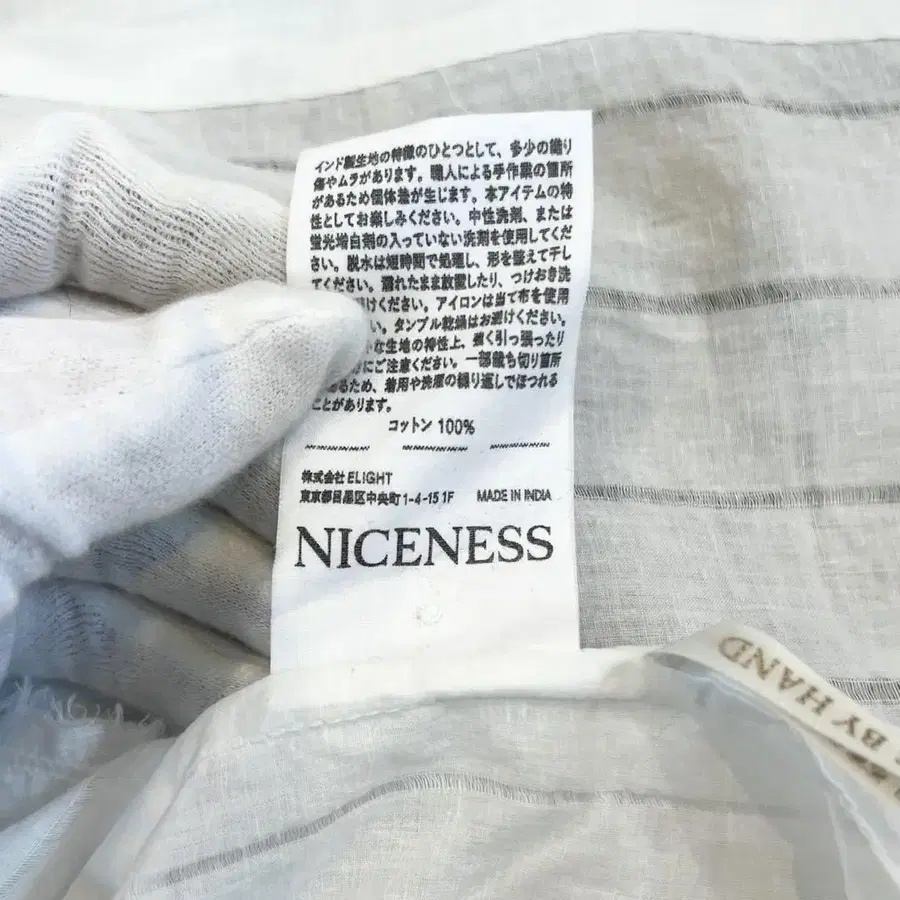 インド製生地の特徴のひとつとして、多少の織り
傷やムラがあります。職人による手作業の箇所
があるため個体差が生じます。本アイテムの特
性としてお楽しみください。中性洗剤、または
蛍光増白剤の入っていない洗剤を使用してくだ
さい。脱水は短時間で処理し、形を整えて干し
てください。濡れたまま放置したり、つけおき洗
けください。アイロンは当て布を使用
い。タンブル乾燥はお避けください。
な生地の特性上、強く引っ張ったり
にご注意ください。一部裁ち切り箇所
るため、着用や洗濯の繰り返しでほつれる
ことがあります。
コットン 100%
株式会社 ELIGHT
東京都目黒区中央町1-4-15 1F MADE IN INDIA
NICENESS
BY HAND